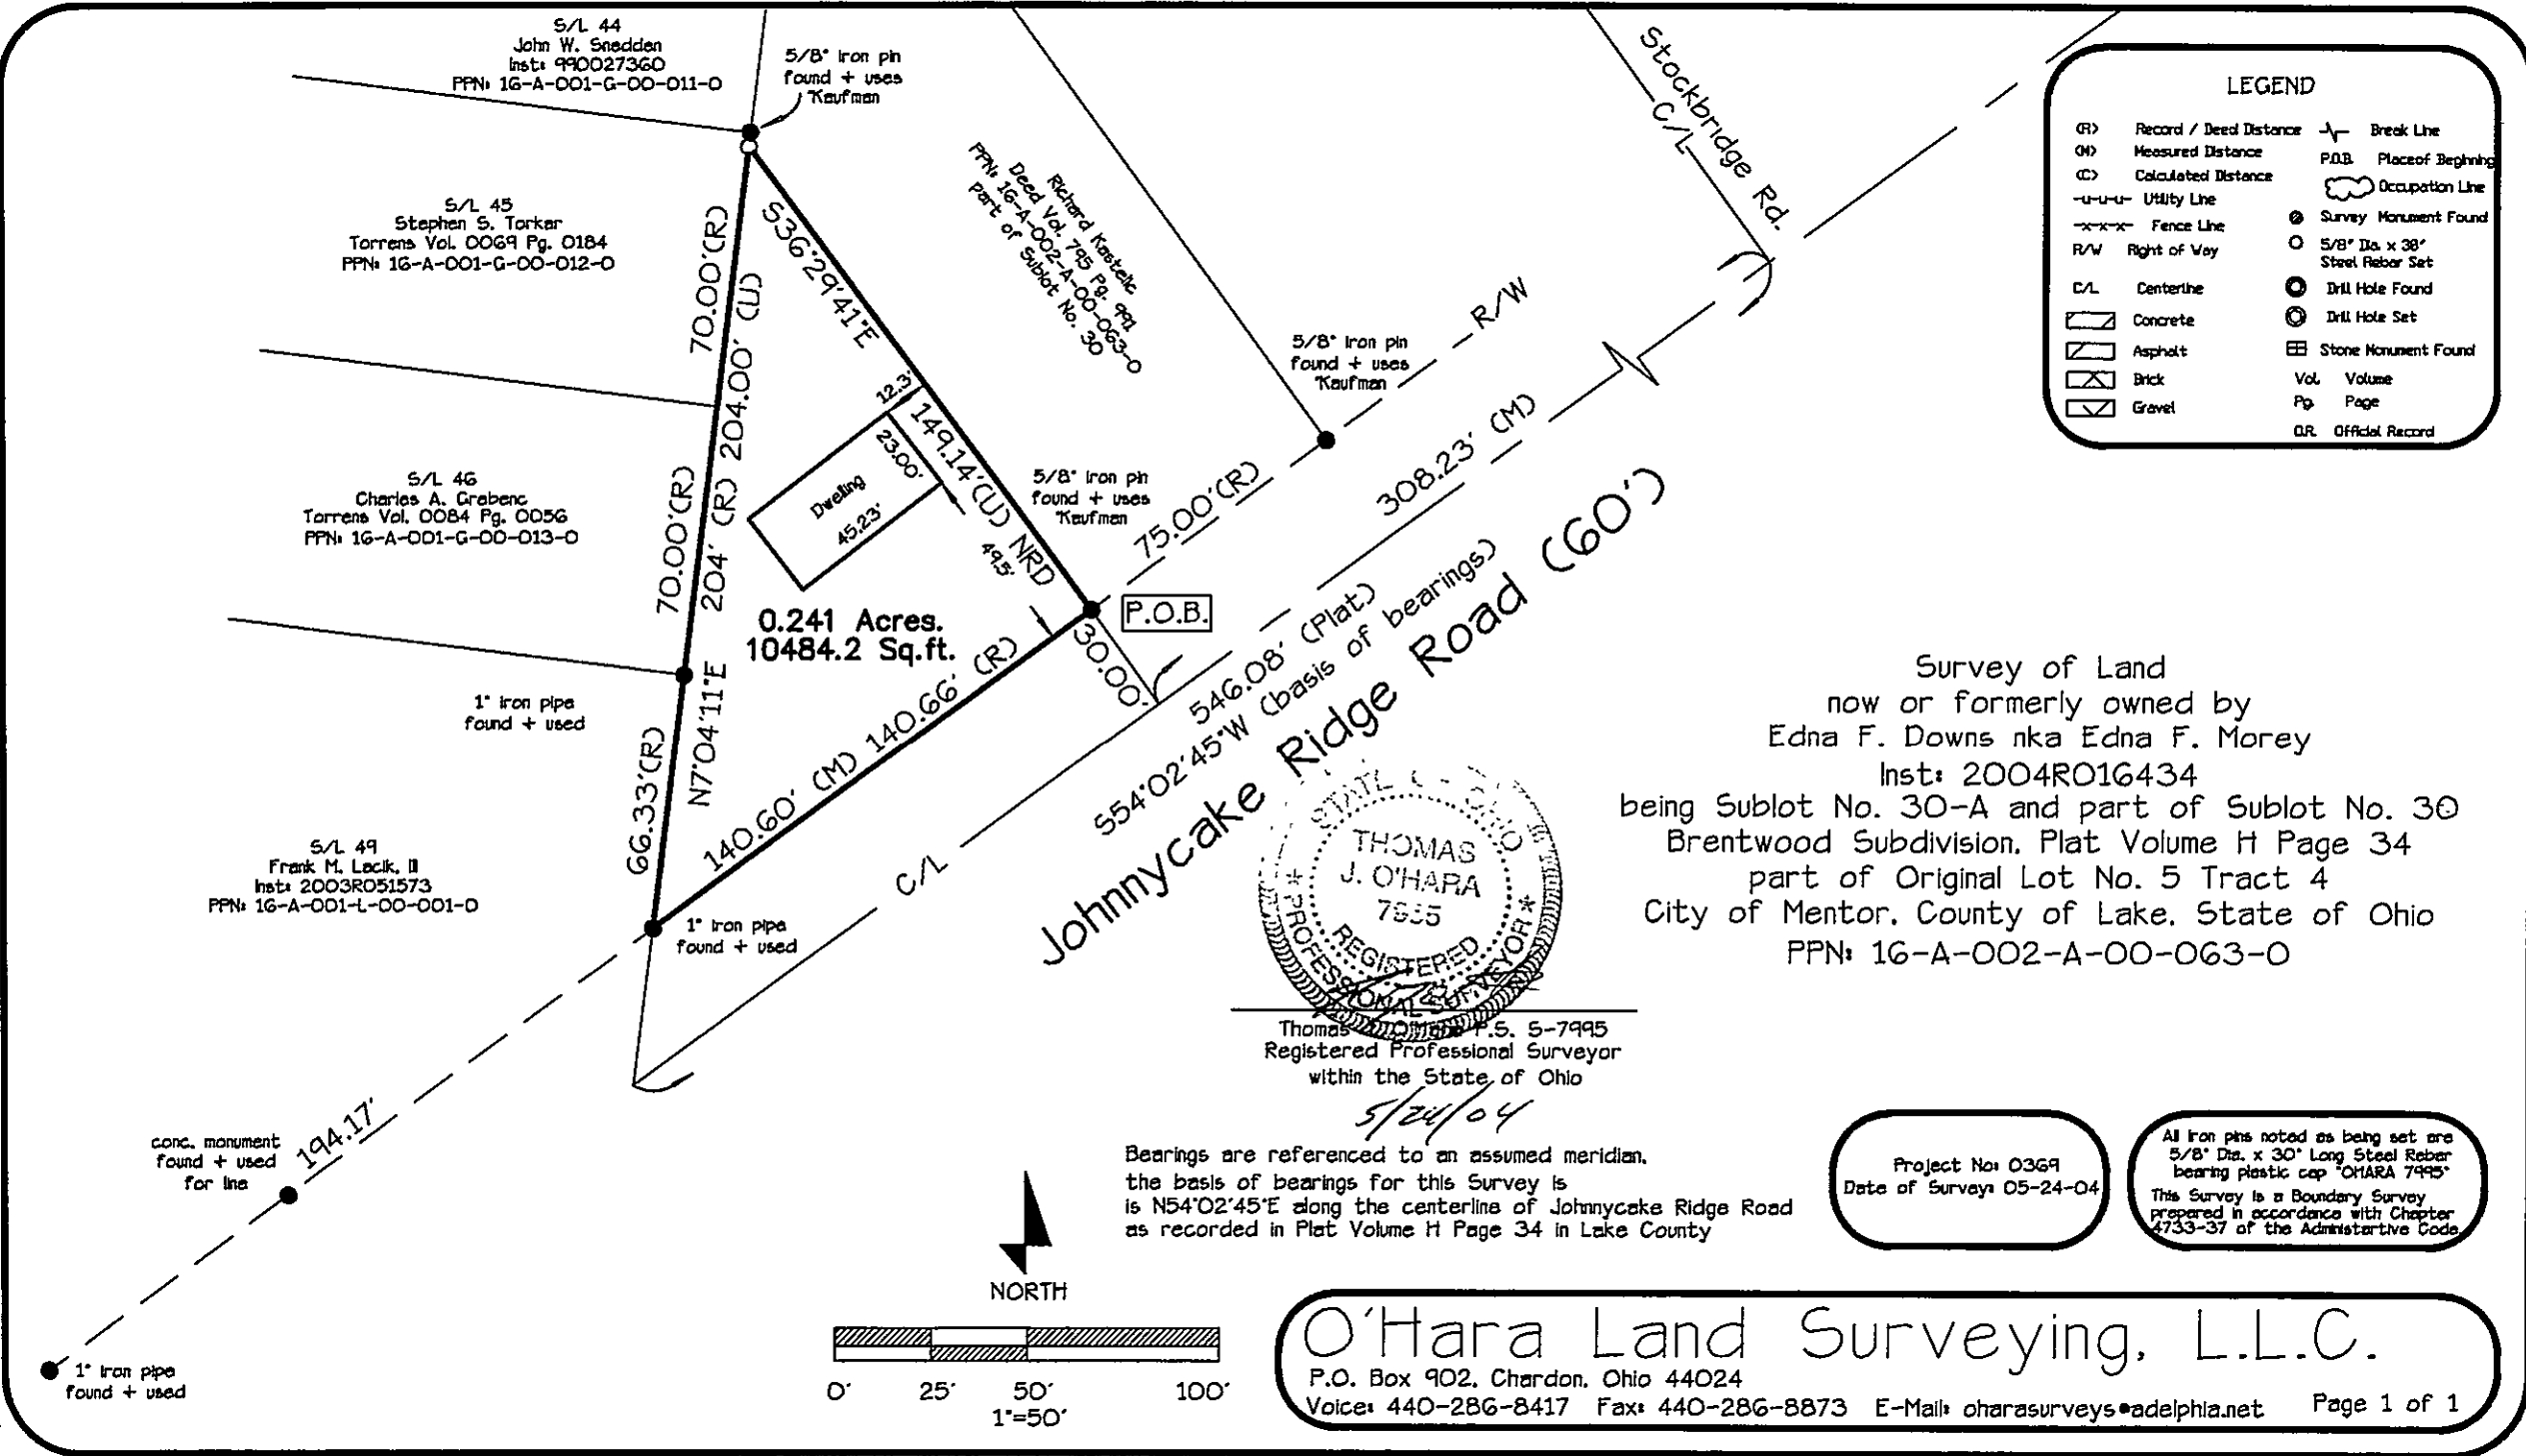 S/L 44
John W. Snedden
Inst: 990027360
PPN: 16-A-001-G-00-011-0
5/8" iron pin
found + uses
"Kaufman
S/L 45
Stephen S. Torkar
Torrens Vol. 0069 Pg. 0184
PPN: 16-A-001-G-00-012-0
S/L 46
Charles A. Grabenc
Torrens Vol. 0084 Pg. 0056
PPN: 16-A-001-G-00-013-0
1" iron pipe
found + used
S/L 49
Frank M. Lacik, II
Inst: 2003R051573
PPN: 16-A-001-L-00-001-0
1" iron pipe
found + used
conc. monument
found + used
for line
194.17'
1" iron pipe
found + used
70.00'(R)
70.00'(R)
66.33'(R)
N7°04'11"E 204' (R) 204.00' (U)
S36°29'41"E
149.14'(U) NRD
12.3'
23.00'
Dwelling
45.23'
49.5'
0.241 Acres.
10484.2 Sq.ft.
140.60' (M) 140.66' (R)
P.O.B.
30.00'
Richard Kastelic
Deed Vol. 795 Pg. 991
PPN: 16-A-002-A-00-063-0
part of Sublot No. 30
5/8" iron pin
found + uses
"Kaufman
5/8" iron pin
found + uses
"Kaufman
75.00'(R)
R/W
308.23' (M)
546.08' (Plat)
S54°02'45"W (basis of bearings)
Johnnycake Ridge Road (60')
C/L
Stockbridge Rd.
C/L
LEGEND
(R) Record / Deed Distance
(M) Measured Distance
(C) Calculated Distance
-u-u-u- Utility Line
-x-x-x- Fence Line
R/W Right of Way
C/L Centerline
Concrete
Asphalt
Brick
Gravel
Break Line
P.O.B. Placeof Beginning
Occupation Line
Survey Monument Found
5/8" Dia. x 30"
Steel Rebar Set
Drill Hole Found
Drill Hole Set
Stone Monument Found
Vol. Volume
Pg. Page
O.R. Official Record
Survey of Land
now or formerly owned by
Edna F. Downs nka Edna F. Morey
Inst: 2004R016434
being Sublot No. 30-A and part of Sublot No. 30
Brentwood Subdivision. Plat Volume H Page 34
part of Original Lot No. 5 Tract 4
City of Mentor. County of Lake. State of Ohio
PPN: 16-A-002-A-00-063-0
STATE OHIO
THOMAS
J. O'HARA
REGISTERED
* PROFESSIONAL SURVEYOR *
Thomas P.S. S-7995
Registered Professional Surveyor
within the State of Ohio
5/24/04
Bearings are referenced to an assumed meridian.
the basis of bearings for this Survey is
is N54°02'45"E along the centerline of Johnnycake Ridge Road
as recorded in Plat Volume H Page 34 in Lake County
NORTH
0' 25' 50' 100'
1"=50'
Project No: 0369
Date of Survey: 05-24-04
All iron pins noted as being set are
5/8" Dia. x 30" Long Steel Rebar
bearing plastic cap "OHARA 7995"
This Survey is a Boundary Survey
prepared in accordance with Chapter
4733-37 of the Administartive Code
O'Hara Land Surveying, L.L.C.
P.O. Box 902. Chardon. Ohio 44024
Voice: 440-286-8417 Fax: 440-286-8873 E-Mail: oharasurveys@adelphia.net Page 1 of 1